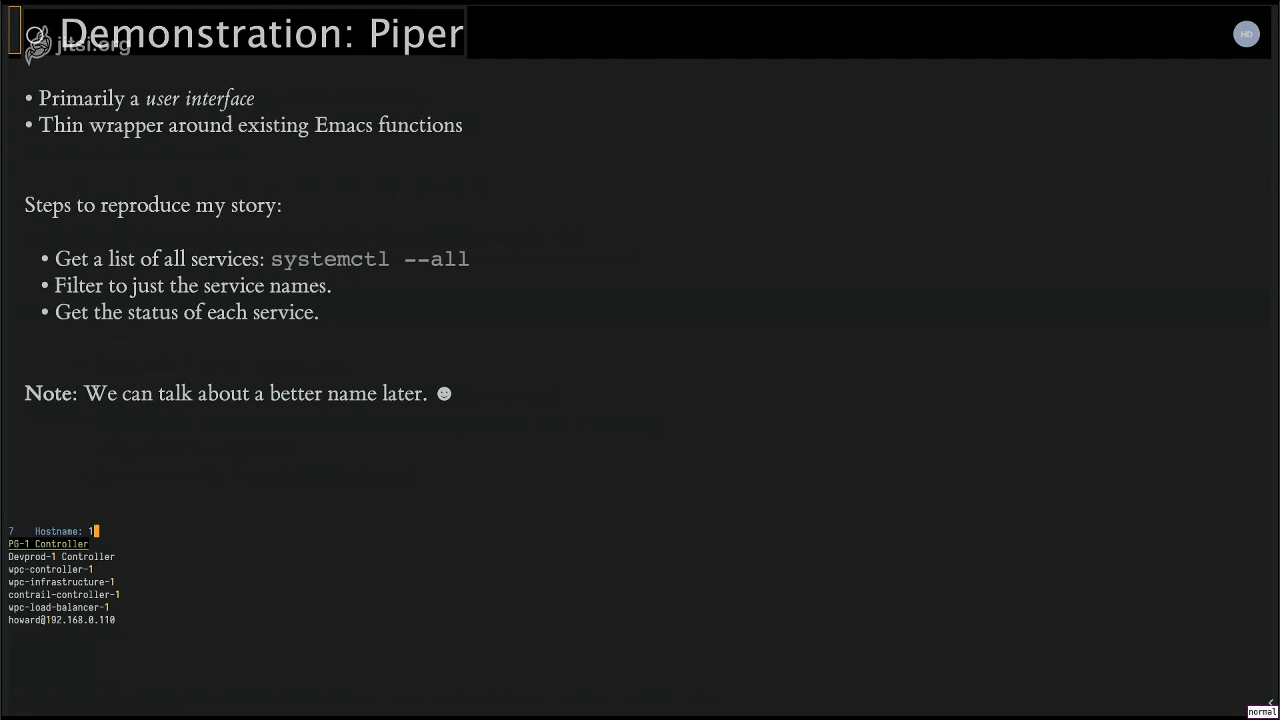 Demonstration: Piper
jitsi.org
HD
• Primarily a user interface
• Thin wrapper around existing Emacs functions
Steps to reproduce my story:
• Get a list of all services: systemctl --all
• Filter to just the service names.
• Get the status of each service.
Note: We can talk about a better name later. ☻
7 Hostname: 1
PG-1 Controller
Devprod-1 Controller
wpc-controller-1
wpc-infrastructure-1
contrail-controller-1
wpc-load-balancer-1
howard@192.168.0.110
normal